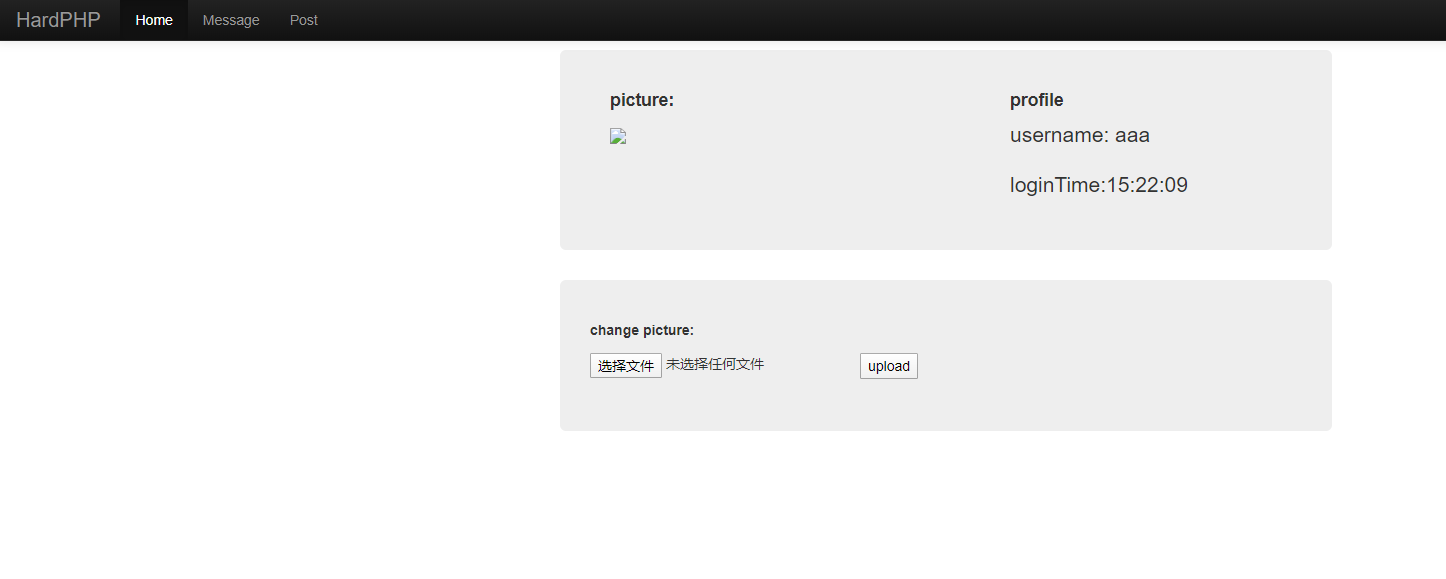 HardPHP Home Message Post
picture:
profile
username: aaa
loginTime:15:22:09
change picture:
选择文件 未选择任何文件 upload